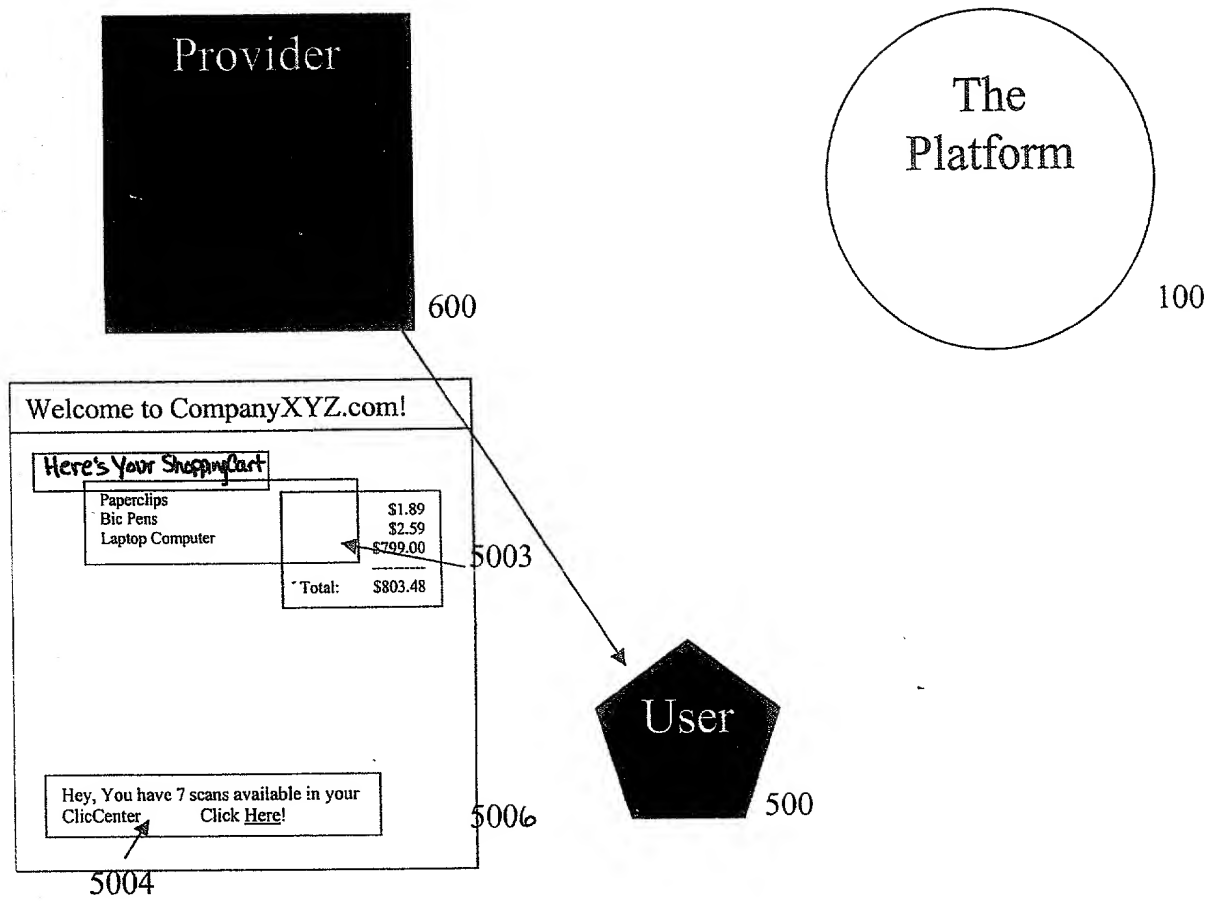 Provider
The
Platform
600
100
Welcome to CompanyXYZ.com!
Here's Your ShoppingCart
Paperclips
Bic Pens
Laptop Computer
$1.89
$2.59
$799.00
Total: $803.48
5003
User
500
Hey, You have 7 scans available in your
ClicCenter Click Here!
5006
5004